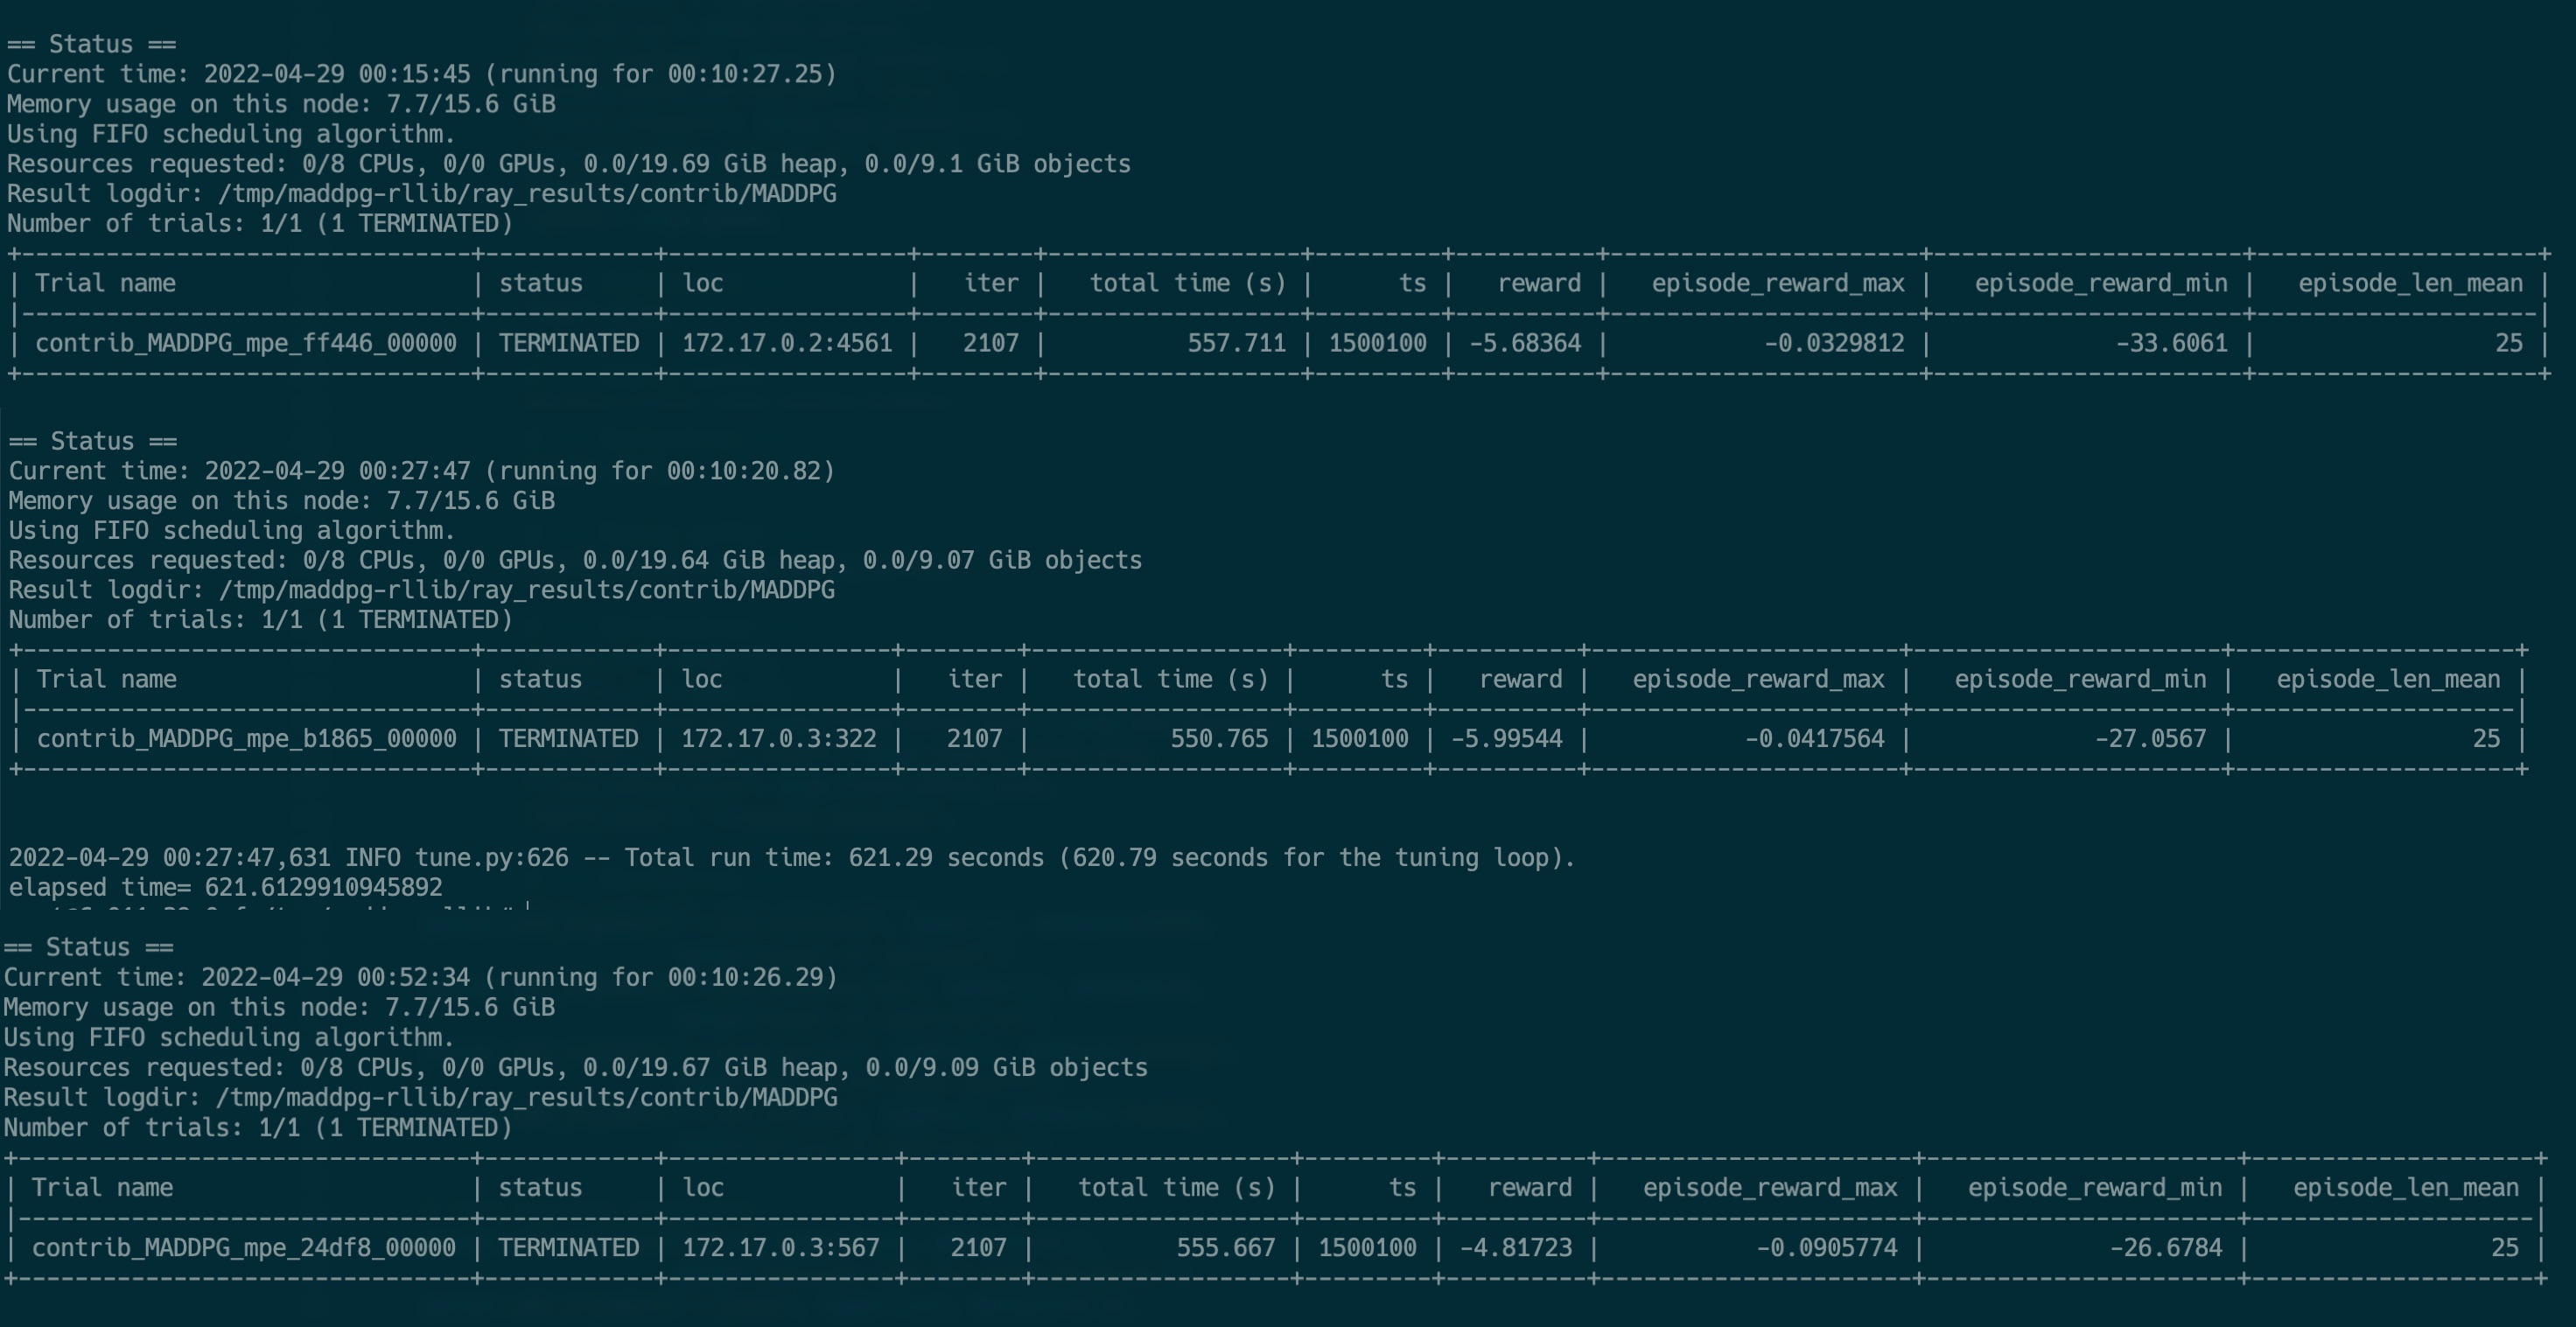 == Status ==
Current time: 2022-04-29 00:15:45 (running for 00:10:27.25)
Memory usage on this node: 7.7/15.6 GiB
Using FIFO scheduling algorithm.
Resources requested: 0/8 CPUs, 0/0 GPUs, 0.0/19.69 GiB heap, 0.0/9.1 GiB objects
Result logdir: /tmp/maddpg-rllib/ray_results/contrib/MADDPG
Number of trials: 1/1 (1 TERMINATED)
| Trial name | status | loc | iter | total time (s) | ts | reward | episode_reward_max | episode_reward_min | episode_len_mean |
| contrib_MADDPG_mpe_ff446_00000 | TERMINATED | 172.17.0.2:4561 | 2107 | 557.711 | 1500100 | -5.68364 | -0.0329812 | -33.6061 | 25 |
== Status ==
Current time: 2022-04-29 00:27:47 (running for 00:10:20.82)
Memory usage on this node: 7.7/15.6 GiB
Using FIFO scheduling algorithm.
Resources requested: 0/8 CPUs, 0/0 GPUs, 0.0/19.64 GiB heap, 0.0/9.07 GiB objects
Result logdir: /tmp/maddpg-rllib/ray_results/contrib/MADDPG
Number of trials: 1/1 (1 TERMINATED)
| Trial name | status | loc | iter | total time (s) | ts | reward | episode_reward_max | episode_reward_min | episode_len_mean |
| contrib_MADDPG_mpe_b1865_00000 | TERMINATED | 172.17.0.3:322 | 2107 | 550.765 | 1500100 | -5.99544 | -0.0417564 | -27.0567 | 25 |
2022-04-29 00:27:47,631 INFO tune.py:626 -- Total run time: 621.29 seconds (620.79 seconds for the tuning loop).
elapsed time= 621.6129910945892
== Status ==
Current time: 2022-04-29 00:52:34 (running for 00:10:26.29)
Memory usage on this node: 7.7/15.6 GiB
Using FIFO scheduling algorithm.
Resources requested: 0/8 CPUs, 0/0 GPUs, 0.0/19.67 GiB heap, 0.0/9.09 GiB objects
Result logdir: /tmp/maddpg-rllib/ray_results/contrib/MADDPG
Number of trials: 1/1 (1 TERMINATED)
| Trial name | status | loc | iter | total time (s) | ts | reward | episode_reward_max | episode_reward_min | episode_len_mean |
| contrib_MADDPG_mpe_24df8_00000 | TERMINATED | 172.17.0.3:567 | 2107 | 555.667 | 1500100 | -4.81723 | -0.0905774 | -26.6784 | 25 |